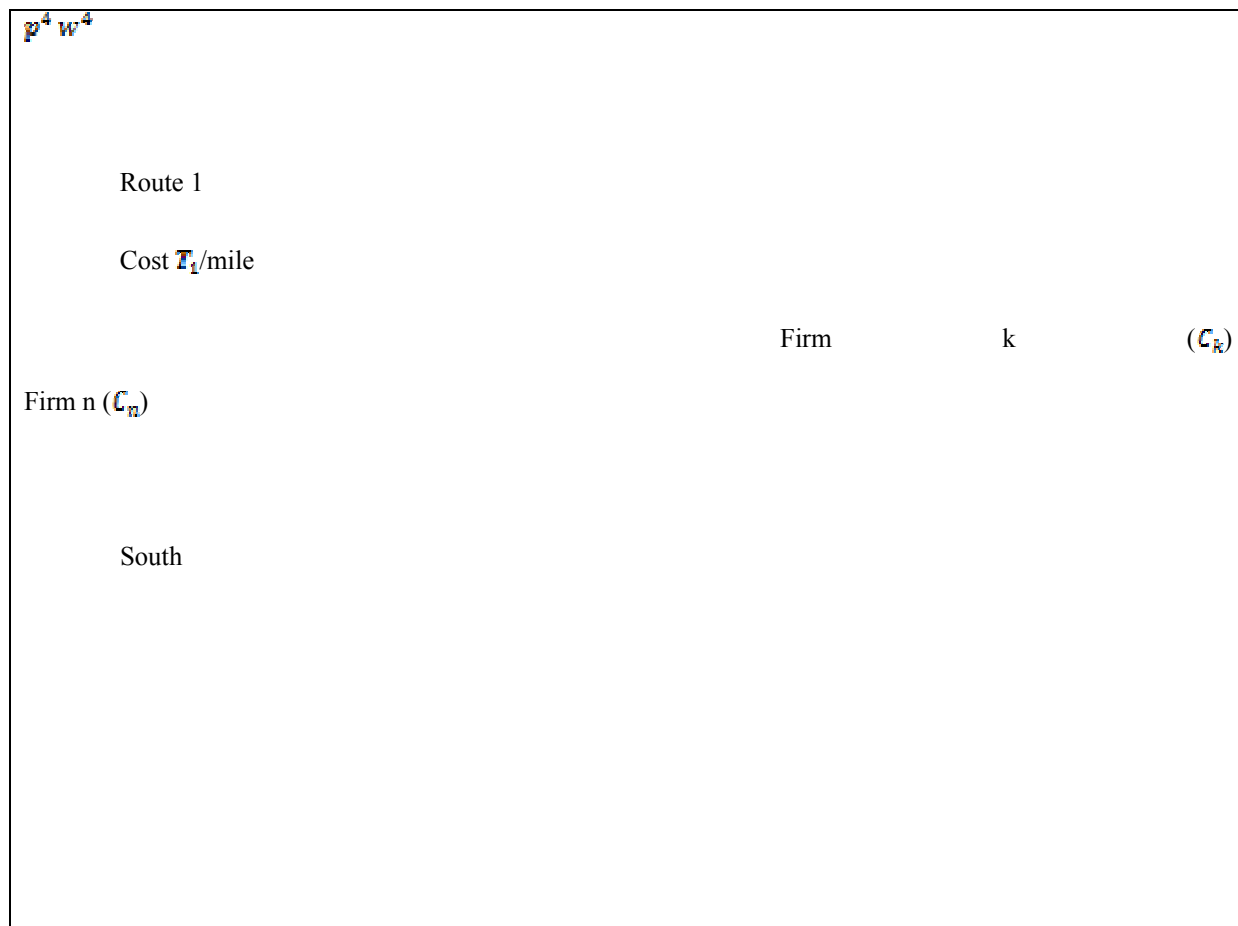 p⁴ w⁴
Route 1
Cost T₁/mile
Firm k (Cₖ)
Firm n (Cₙ)
South